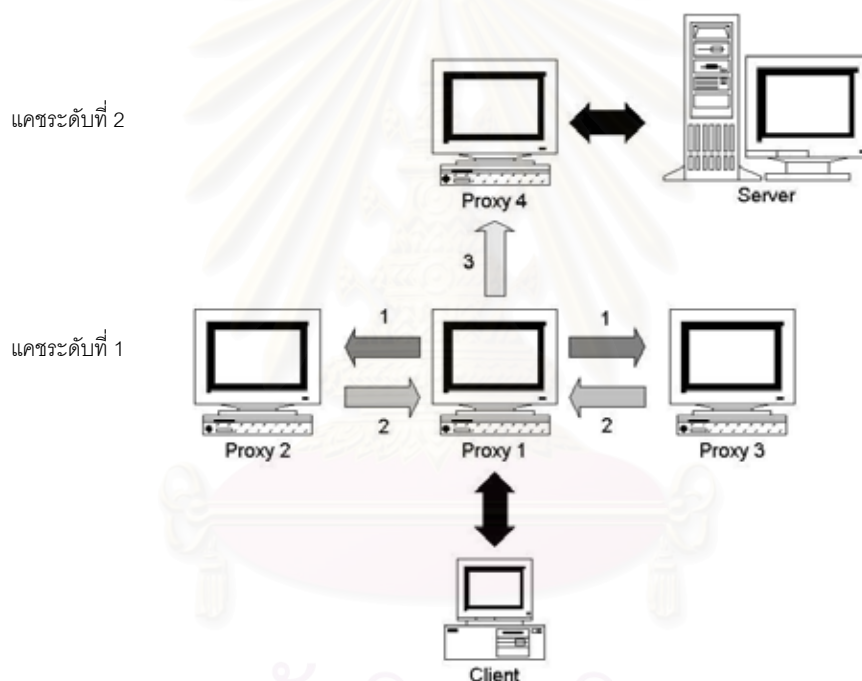 แคชระดับที่ 2
Proxy 4
Server
3
แคชระดับที่ 1
1
1
2
2
Proxy 2
Proxy 1
Proxy 3
Client